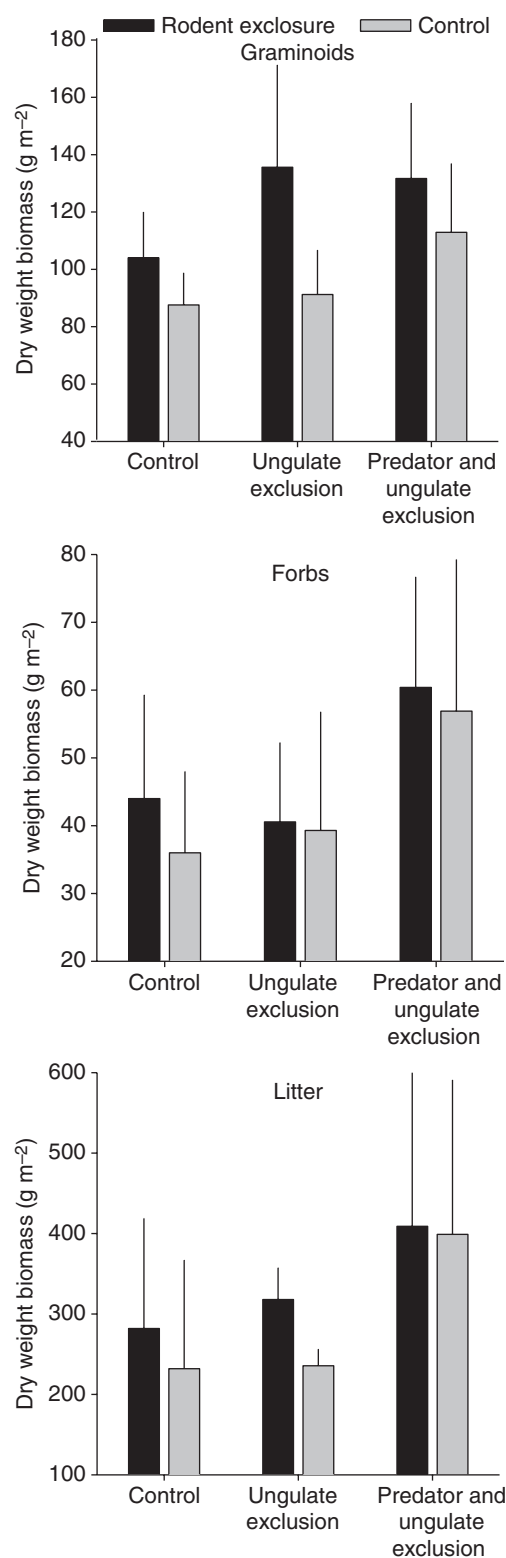 Rodent exclosure Control
Graminoids
Dry weight biomass (g m−2)
180
160
140
120
100
80
60
40
Control Ungulate Predator and
exclusion ungulate
exclusion
Forbs
Dry weight biomass (g m−2)
80
70
60
50
40
30
20
Control Ungulate Predator and
exclusion ungulate
exclusion
Litter
Dry weight biomass (g m−2)
600
500
400
300
200
100
Control Ungulate Predator and
exclusion ungulate
exclusion